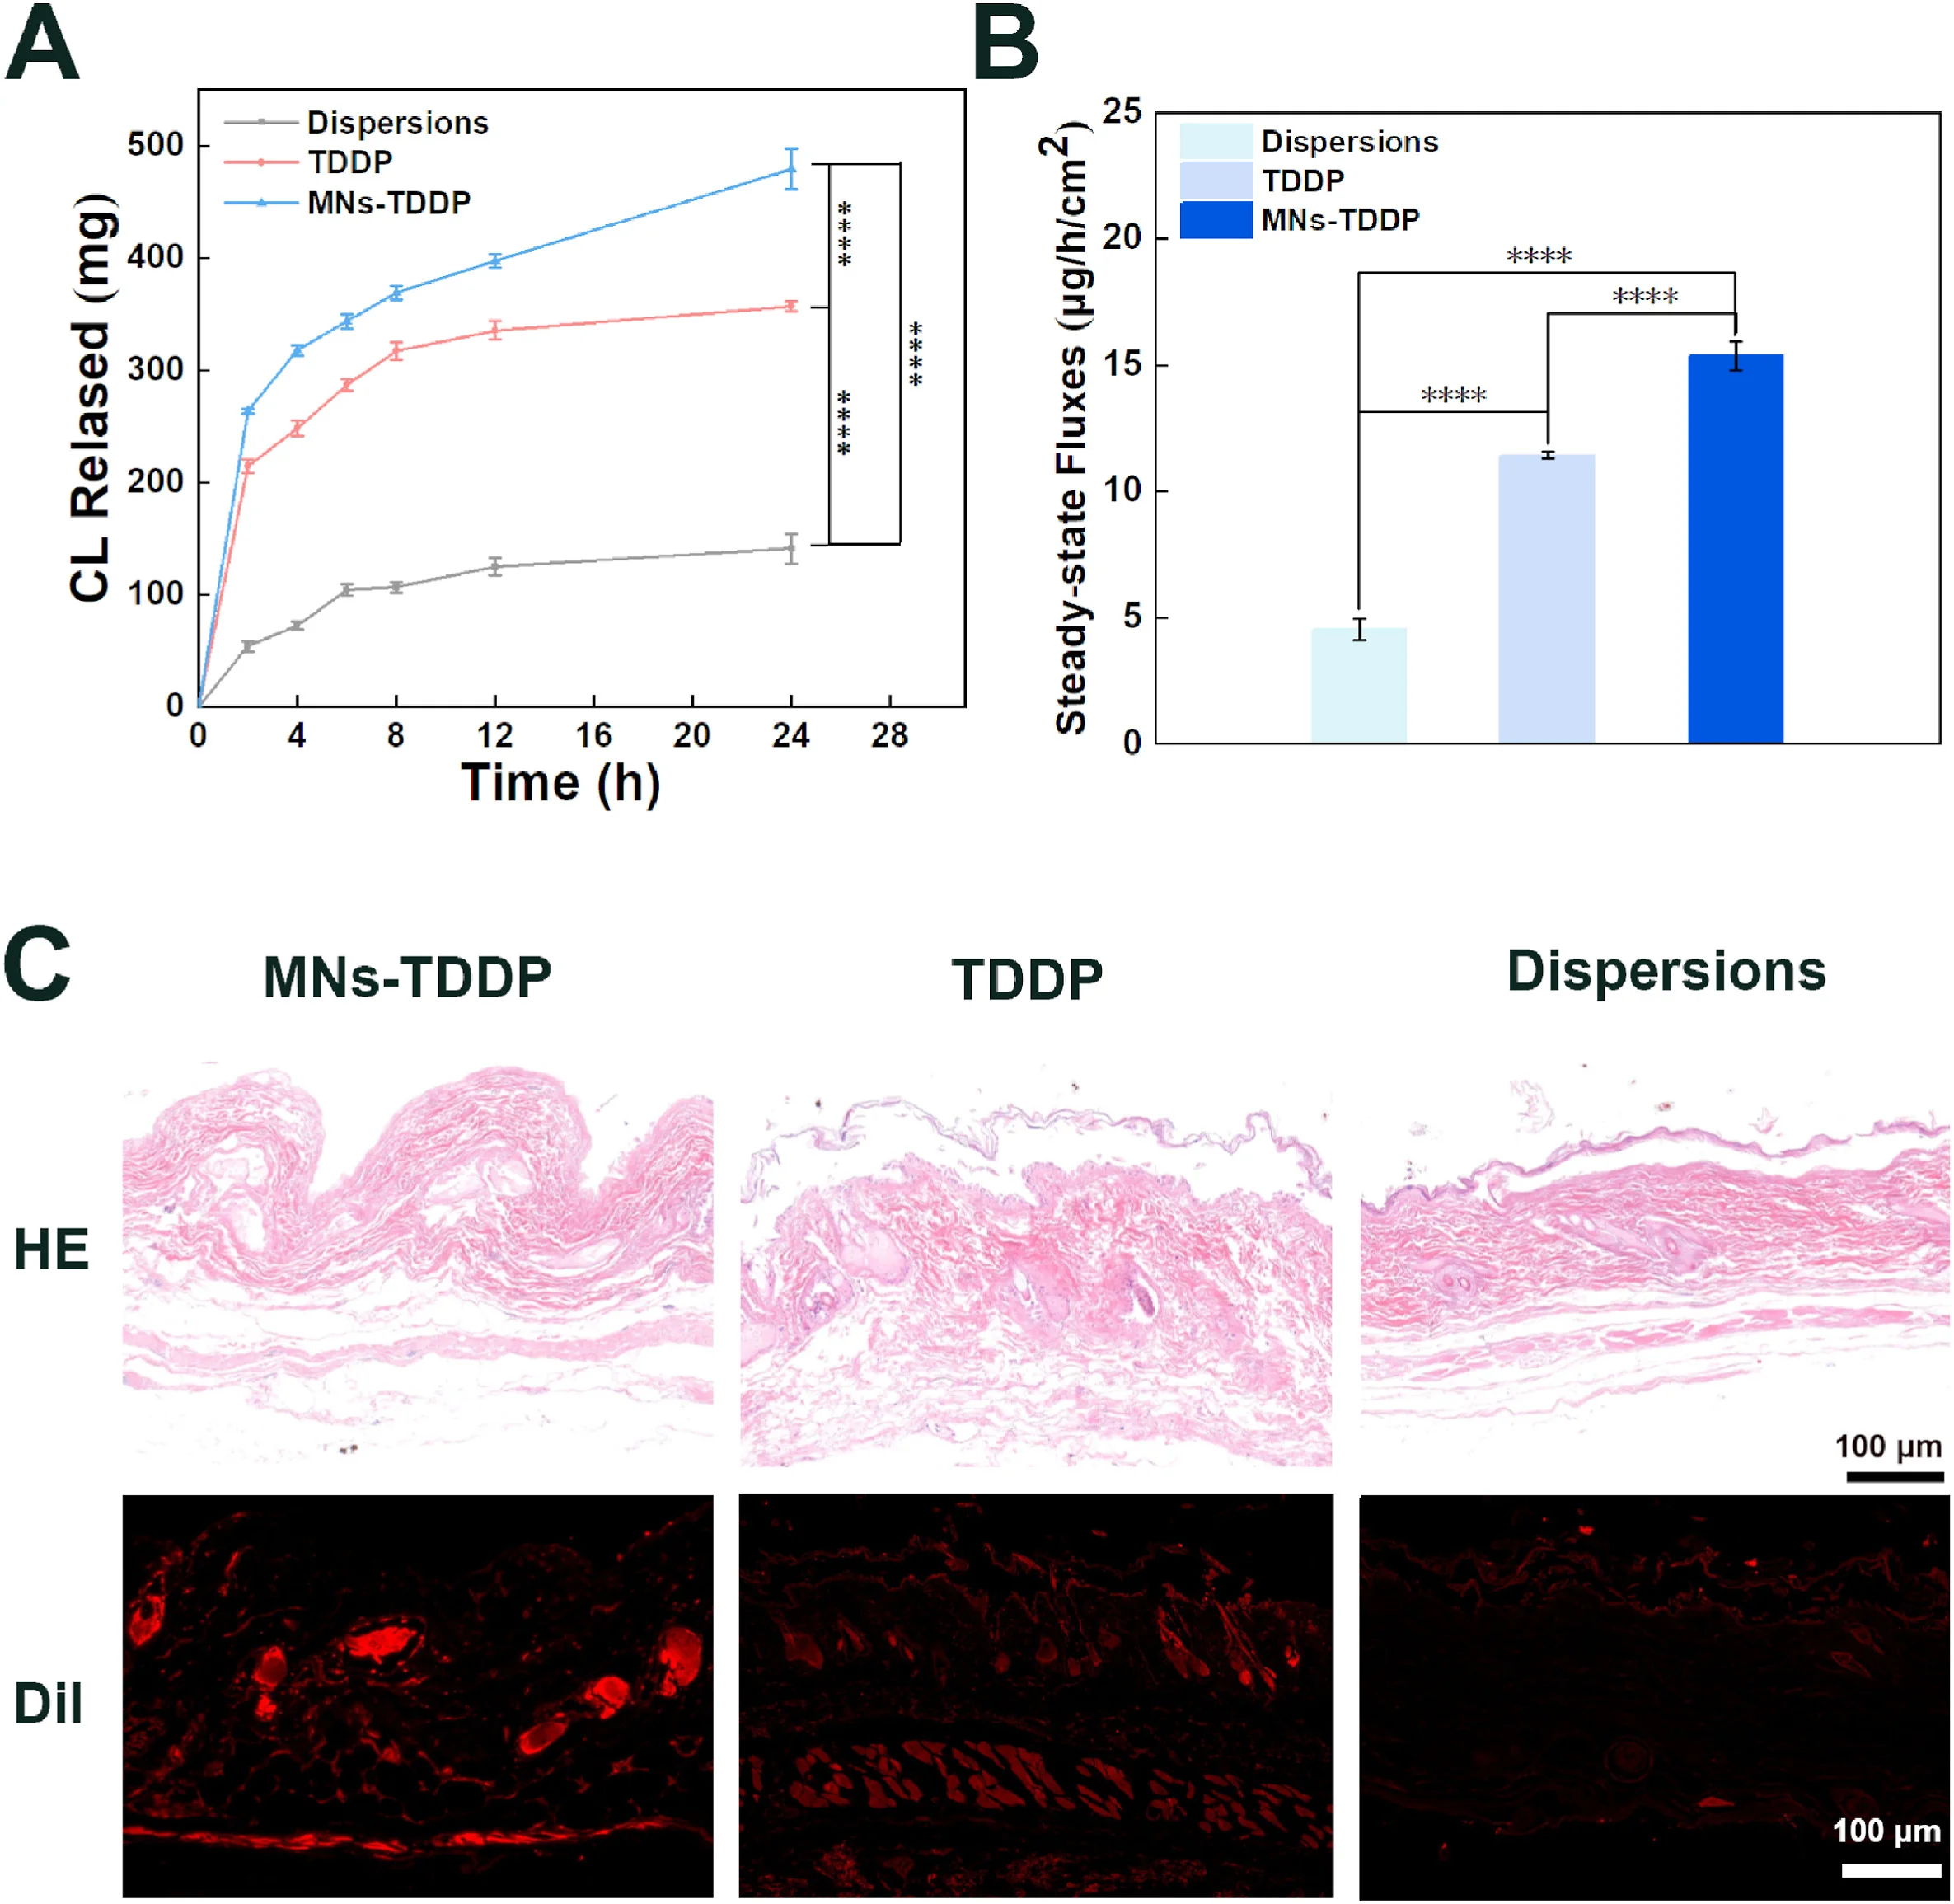 A
500
400
300
200
100
0
CL Relased (mg)
Dispersions
TDDP
MNs-TDDP
****
****
****
0 4 8 12 16 20 24 28
Time (h)
B
25
20
15
10
5
0
Steady-state Fluxes (µg/h/cm²)
Dispersions
TDDP
MNs-TDDP
****
****
****
C
MNs-TDDP TDDP Dispersions
HE
100 µm
Dil
100 µm